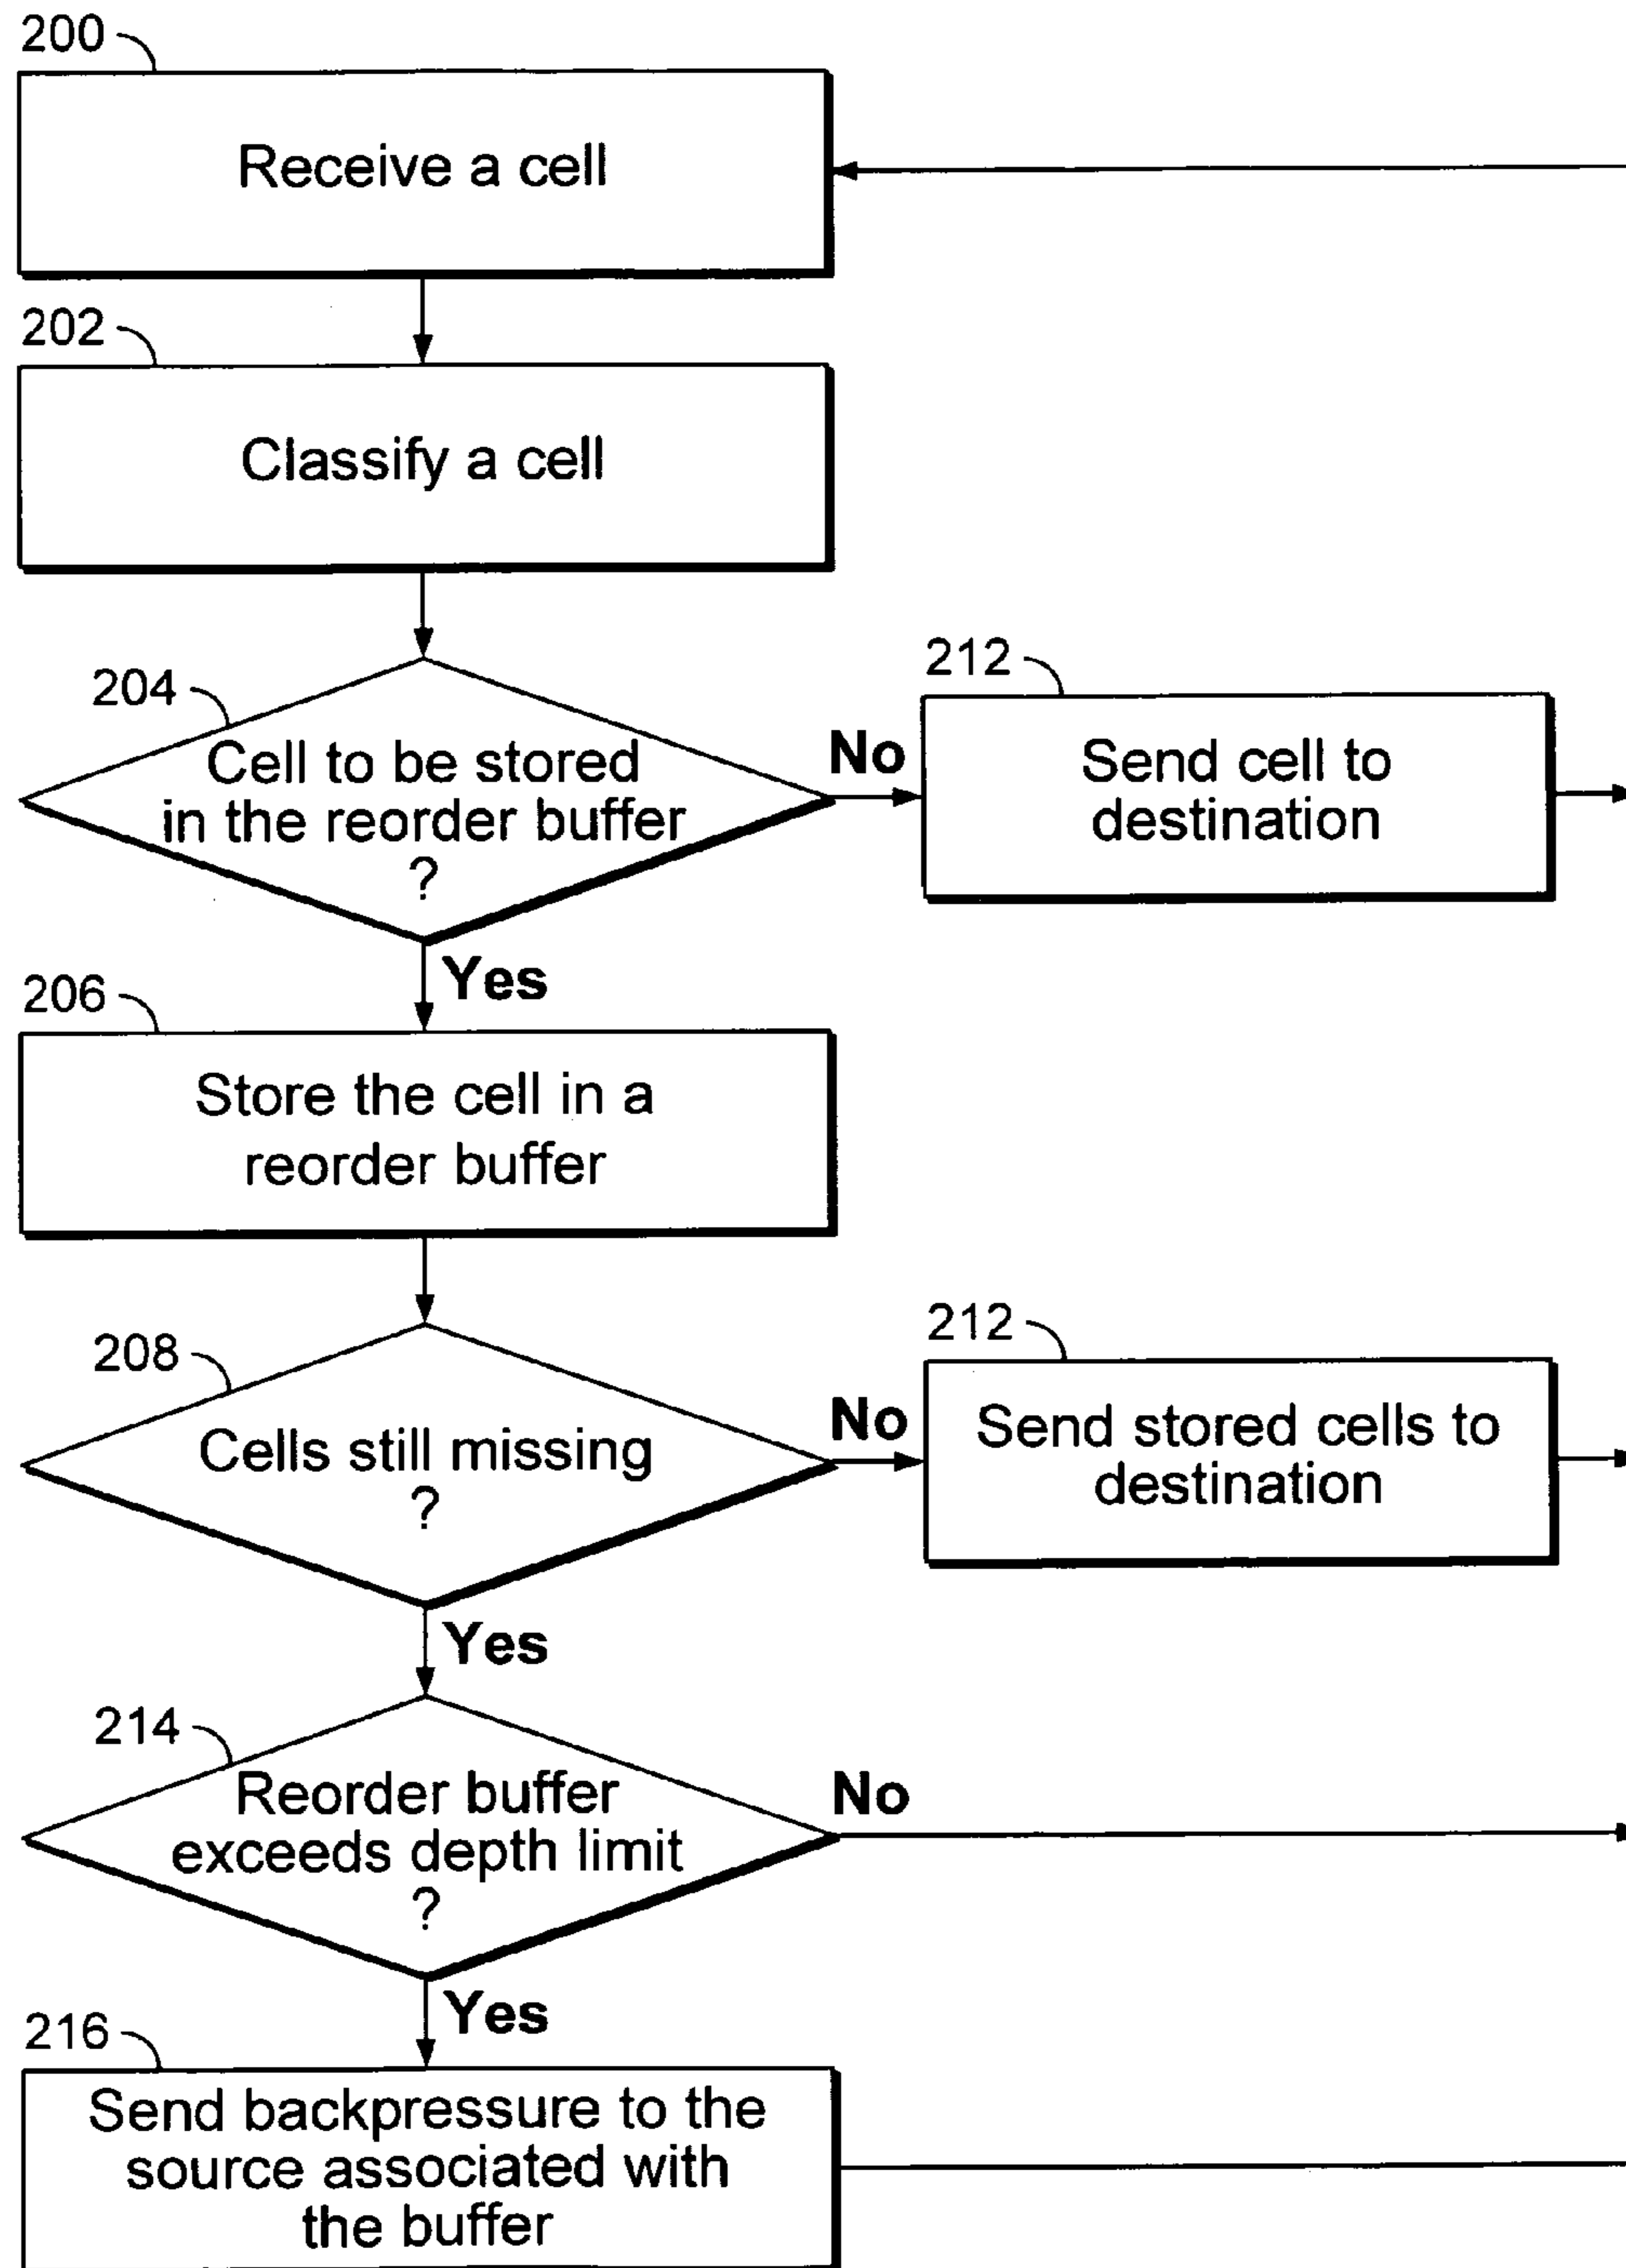 200
Receive a cell
202
Classify a cell
204
Cell to be stored
in the reorder buffer
?
No
212
Send cell to
destination
Yes
206
Store the cell in a
reorder buffer
208
Cells still missing
?
No
212
Send stored cells to
destination
Yes
214
Reorder buffer
exceeds depth limit
?
No
Yes
216
Send backpressure to the
source associated with
the buffer